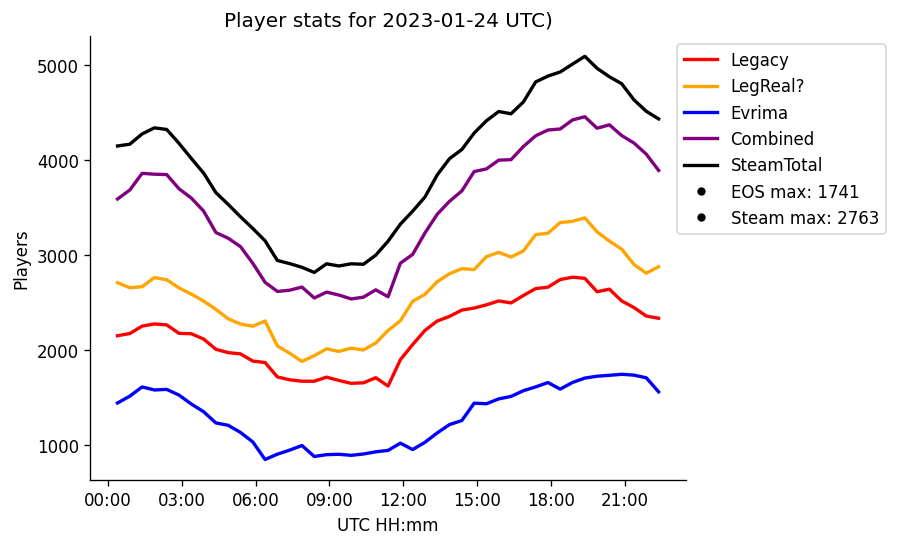 Player stats for 2023-01-24 UTC)
5000
4000
3000
2000
1000
Players
00:00 03:00 06:00 09:00 12:00 15:00 18:00 21:00
UTC HH:mm
Legacy
LegReal?
Evrima
Combined
SteamTotal
EOS max: 1741
Steam max: 2763